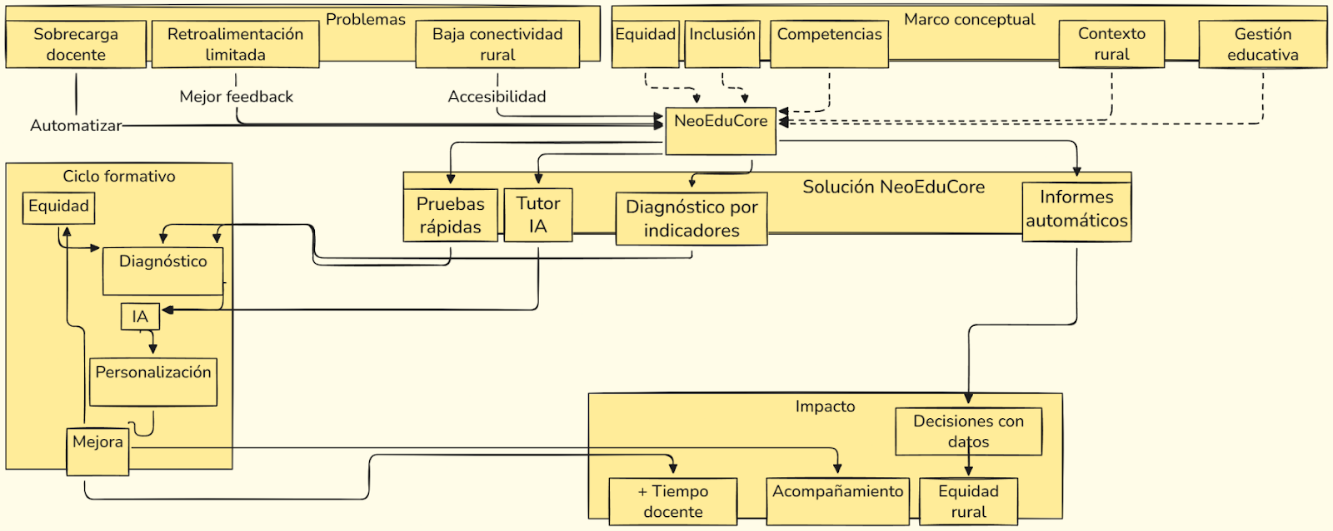 Problemas
Sobrecarga
docente
Retroalimentación
limitada
Baja conectividad
rural
Marco conceptual
Equidad
Inclusión
Competencias
Contexto
rural
Gestión
educativa
Mejor feedback
Accesibilidad
Automatizar
NeoEduCore
Solución NeoEduCore
Pruebas
rápidas
Tutor
IA
Diagnóstico por
indicadores
Informes
automáticos
Ciclo formativo
Equidad
Diagnóstico
IA
Personalización
Mejora
Impacto
Decisiones con
datos
+ Tiempo
docente
Acompañamiento
Equidad
rural